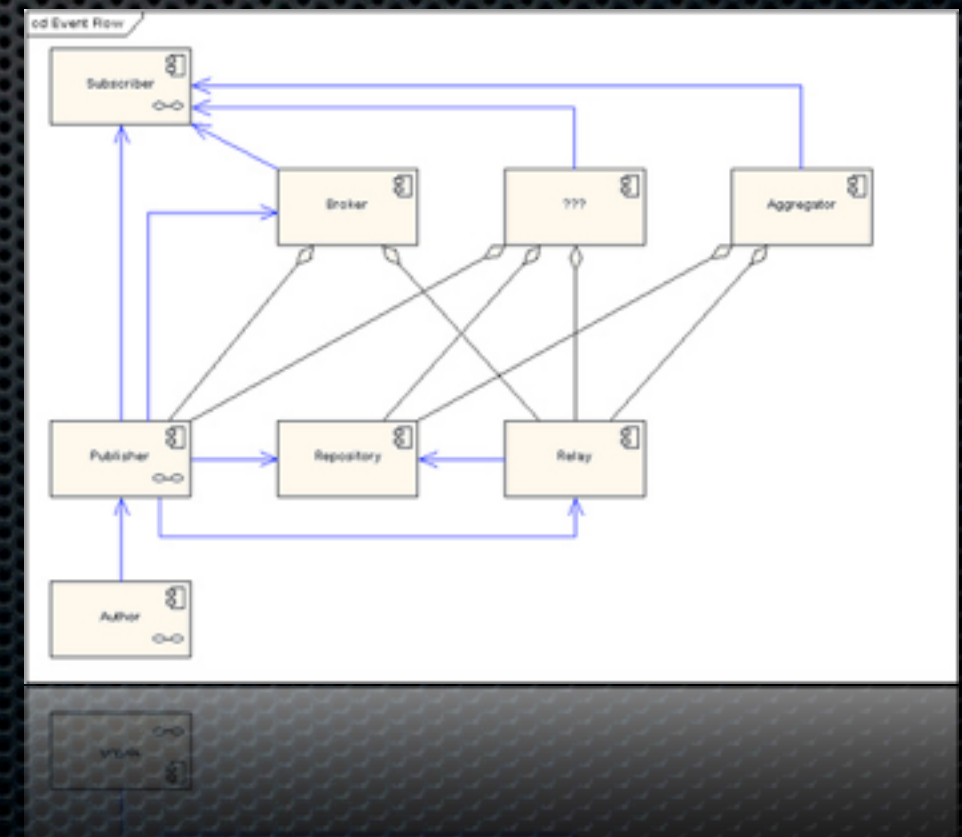 cd Event Flow
Subscriber
Broker
???
Aggregator
Publisher
Repository
Relay
Author